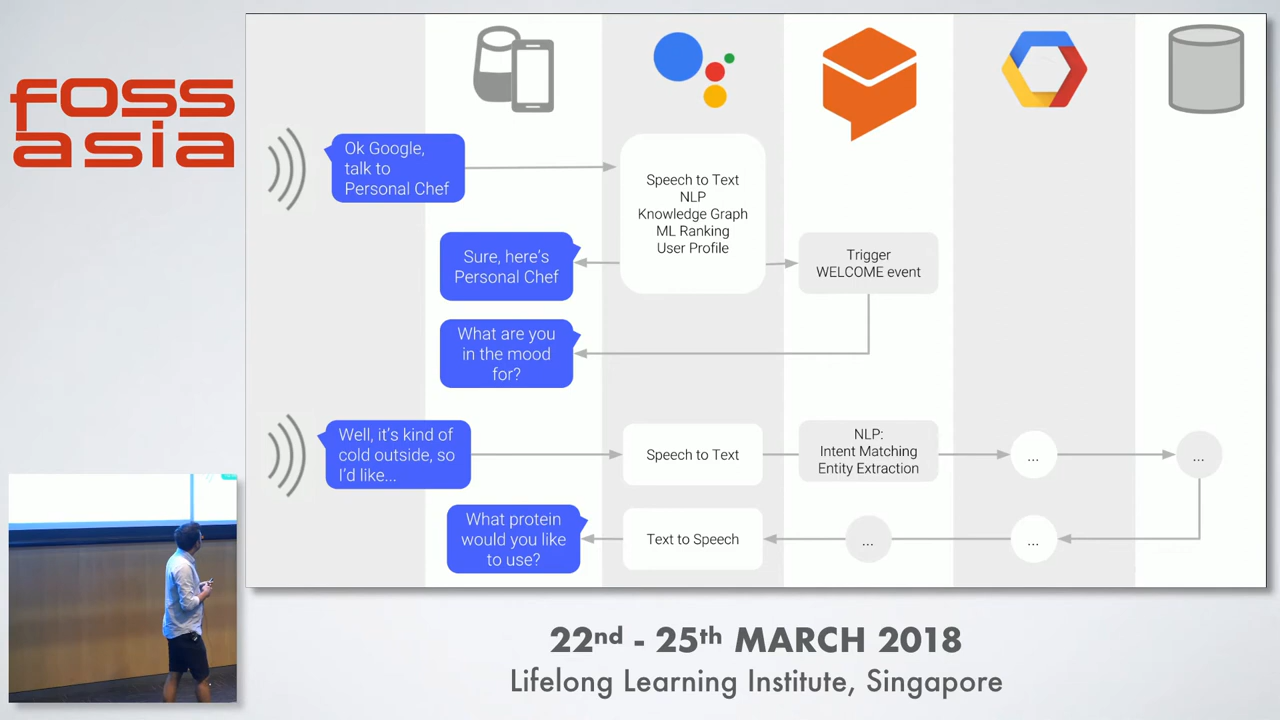 foss
asia
Ok Google,
talk to
Personal Chef
Speech to Text
NLP
Knowledge Graph
ML Ranking
User Profile
Sure, here's
Personal Chef
Trigger
WELCOME event
What are you
in the mood
for?
Well, it's kind of
cold outside, so
I'd like...
Speech to Text
NLP:
Intent Matching
Entity Extraction
...
...
What protein
would you like
to use?
Text to Speech
...
...
22nd - 25th MARCH 2018
Lifelong Learning Institute, Singapore